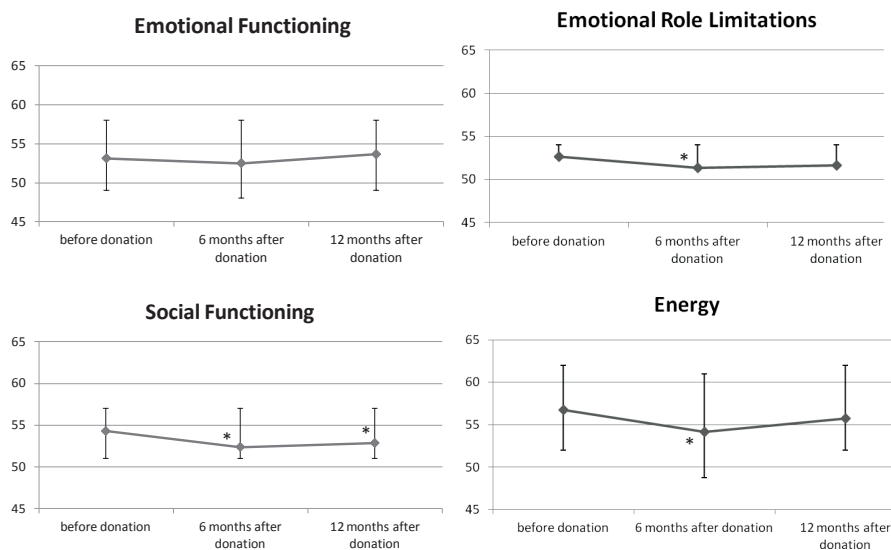 Emotional Functioning
65
60
55
50
45
before donation
6 months after
donation
12 months after
donation
Emotional Role Limitations
65
60
55
*
50
45
before donation
6 months after
donation
12 months after
donation
Social Functioning
65
60
55
*
*
50
45
before donation
6 months after
donation
12 months after
donation
Energy
65
60
55
*
50
45
before donation
6 months after donation
12 months after
donation